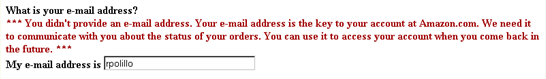 What is your e-mail address?
*** You didn't provide an e-mail address. Your e-mail address is the key to your account at Amazon.com. We need it
to communicate with you about the status of your orders. You can use it to access your account when you come back in
the future. ***
My e-mail address is rpolillo